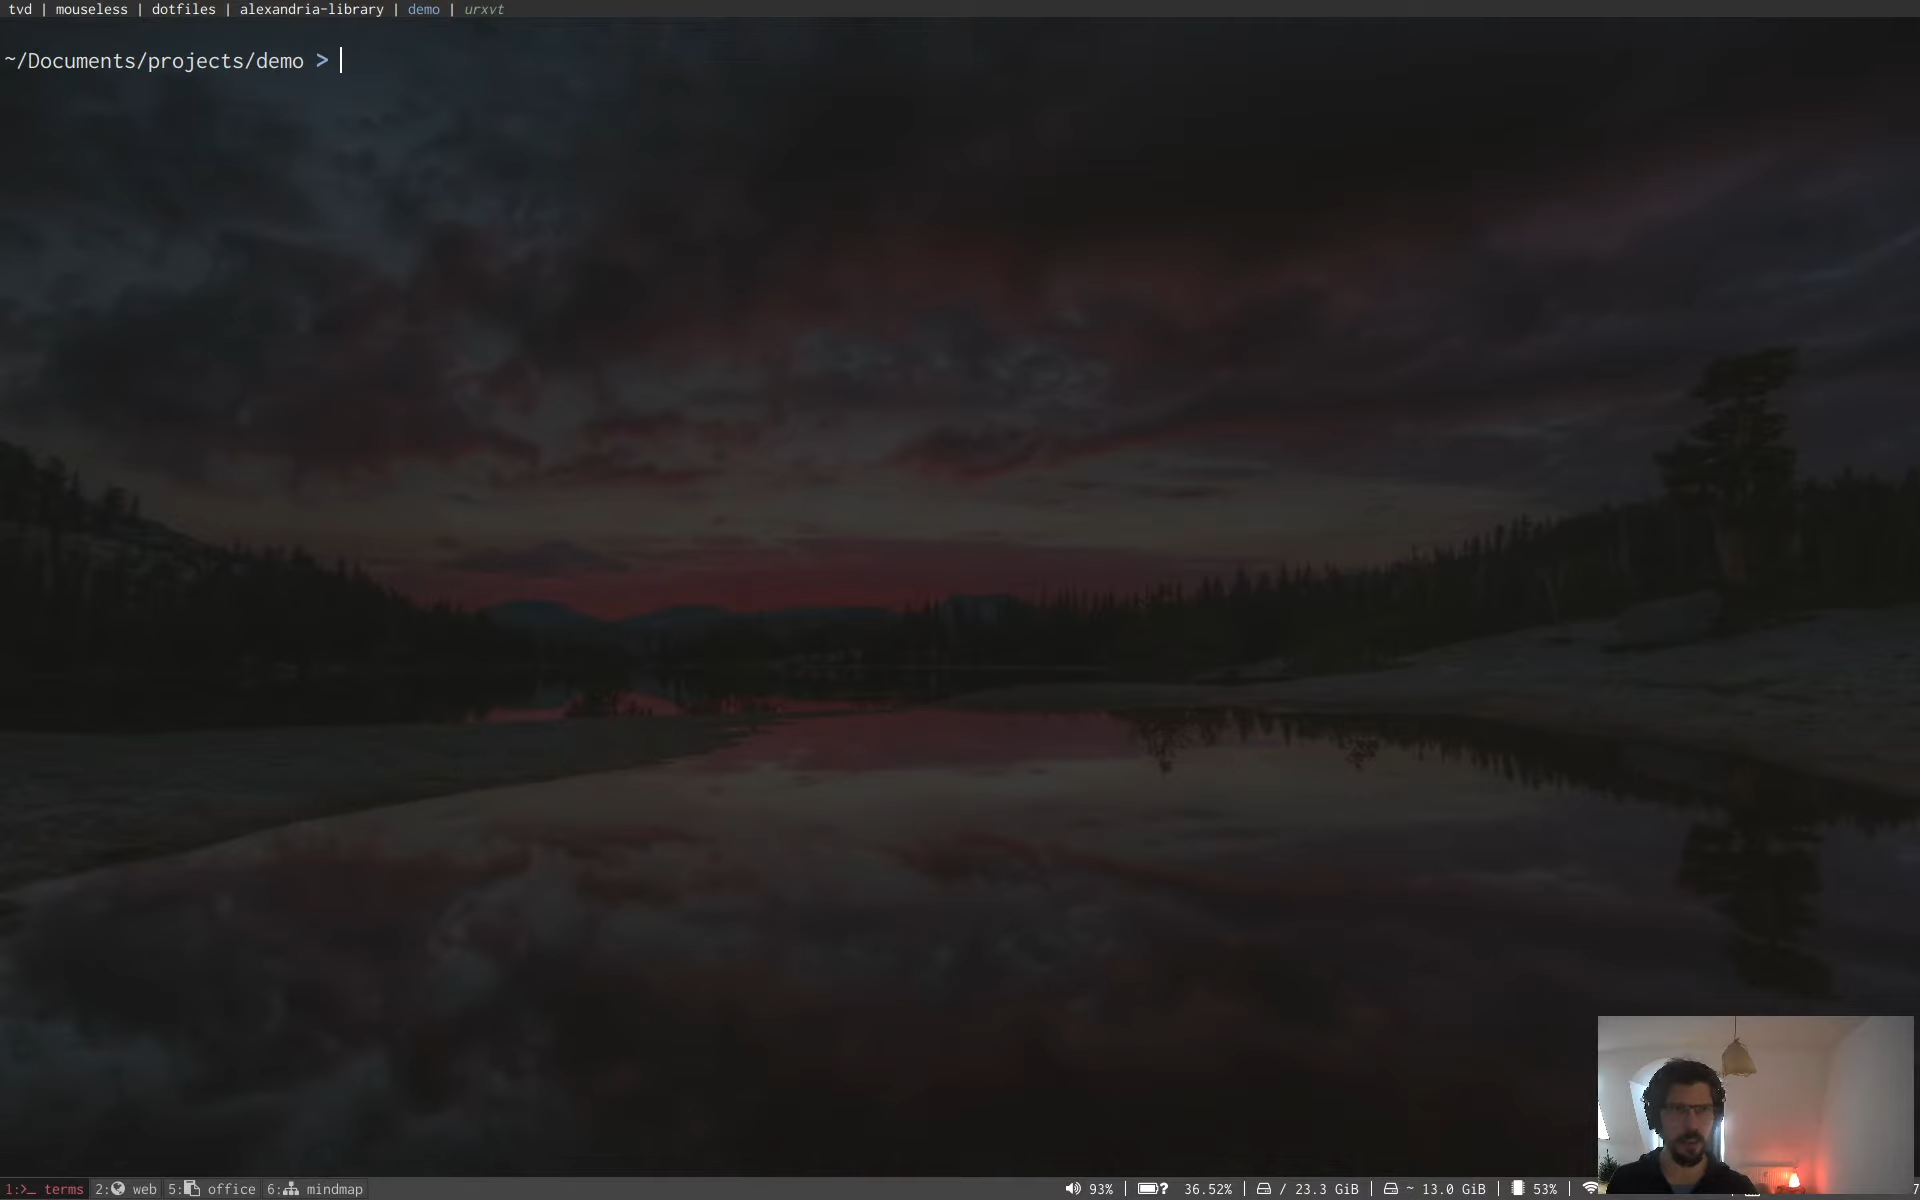 tvd | mouseless | dotfiles | alexandria-library | demo | urxvt
~/Documents/projects/demo >
1:>_ terms 2: web 5: office 6: mindmap 93% | ? 36.52% | / 23.3 GiB | ~ 13.0 GiB | 53% |